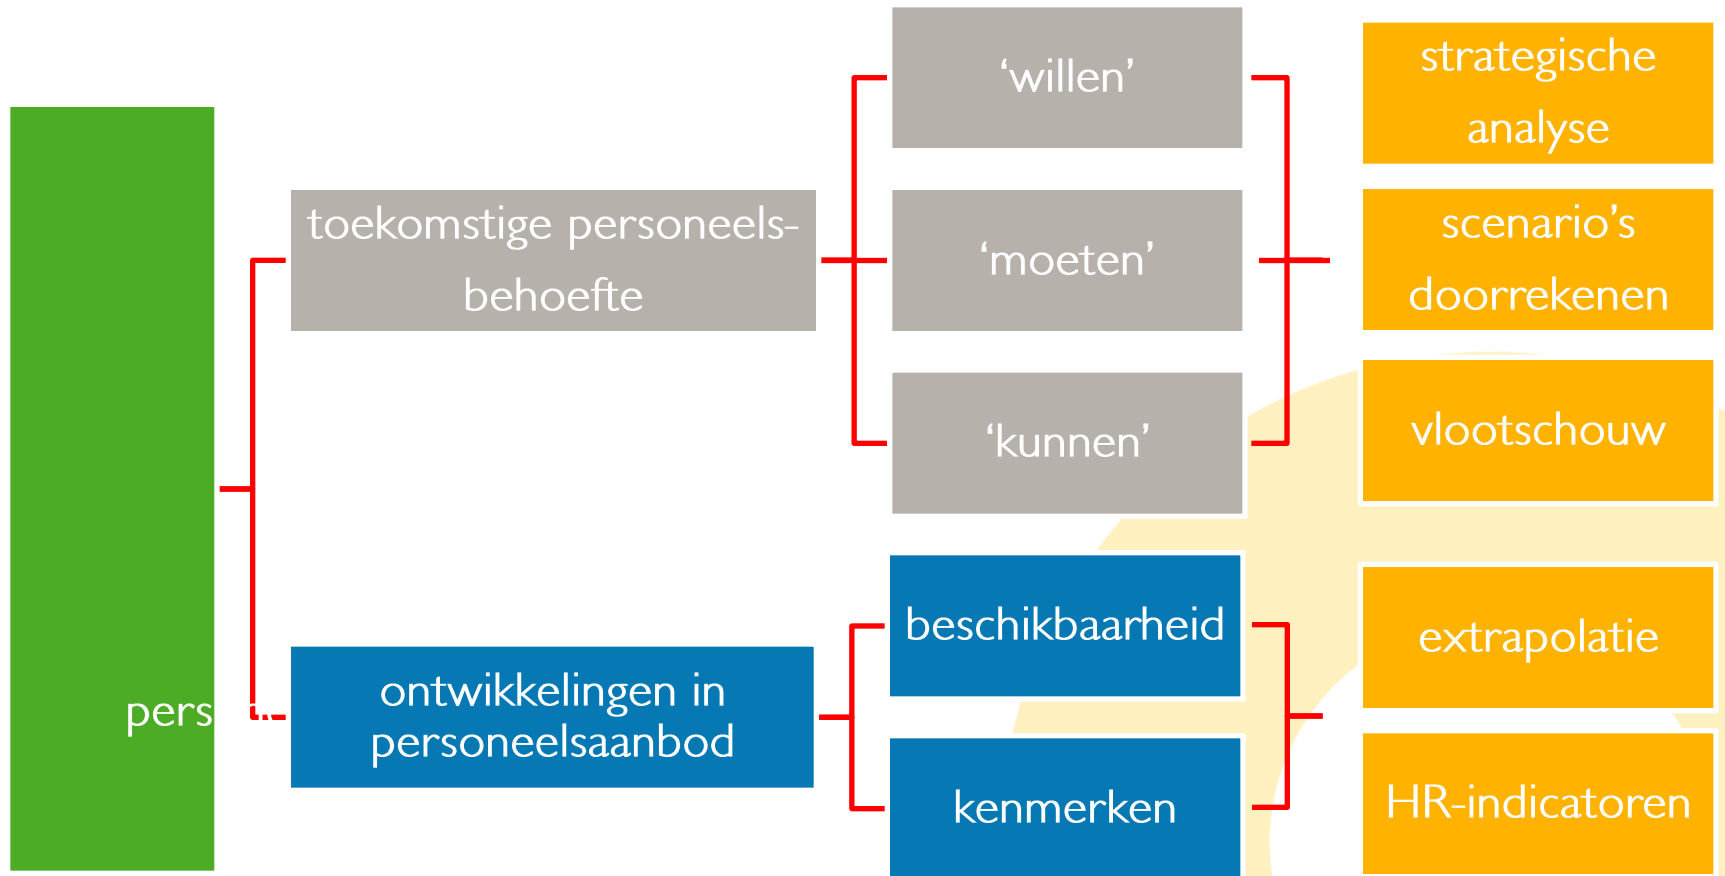 ‘willen’
strategische
analyse
toekomstige personeels-
behoefte
‘moeten’
scenario’s
doorrekenen
‘kunnen’
vlootschouw
ontwikkelingen in
personeelsaanbod
beschikbaarheid
extrapolatie
kenmerken
HR-indicatoren